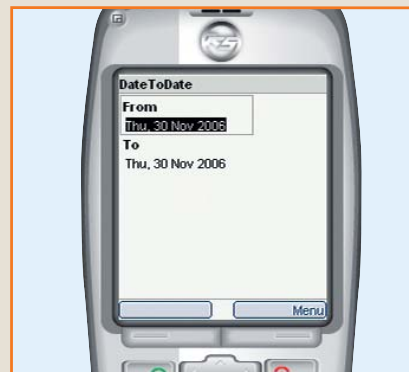 DateToDate
From
Thu, 30 Nov 2006
To
Thu, 30 Nov 2006
Menu